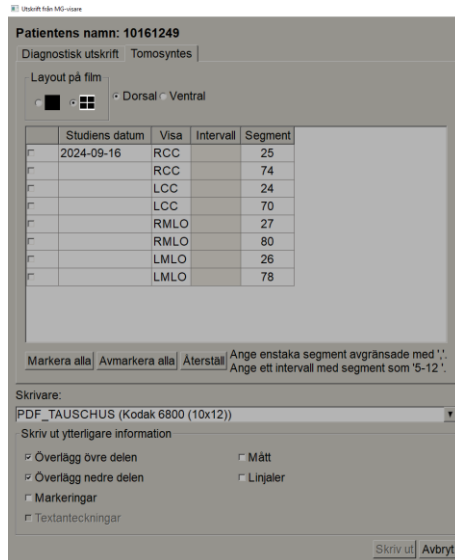 Utskrift från MG-visare
Patientens namn: 10161249
Diagnostisk utskrift Tomosyntes
Layout på film
Dorsal Ventral
Studiens datum Visa Intervall Segment
2024-09-16 RCC 25
RCC 74
LCC 24
LCC 70
RMLO 27
RMLO 80
LMLO 26
LMLO 78
Markera alla Avmarkera alla Återställ Ange enstaka segment avgränsade med ','.
Ange ett intervall med segment som '5-12 '.
Skrivare:
PDF_TAUSCHUS (Kodak 6800 (10x12))
Skriv ut ytterligare information
Överlägg övre delen Mått
Överlägg nedre delen Linjaler
Markeringar
Textanteckningar
Skriv ut Avbryt